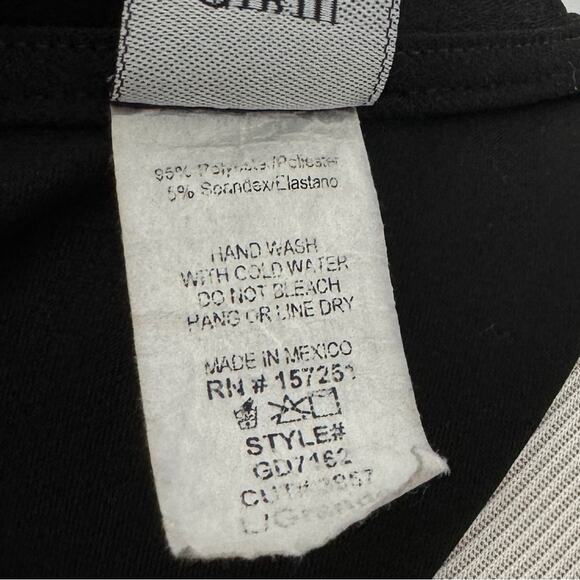 95% Polyester/Poliester
5% Spandex/Elastano
HAND WASH
WITH COLD WATER
DO NOT BLEACH
HANG OR LINE DRY
MADE IN MEXICO
RN # 157251
STYLE#
GD7162
CUT#
L/Grande